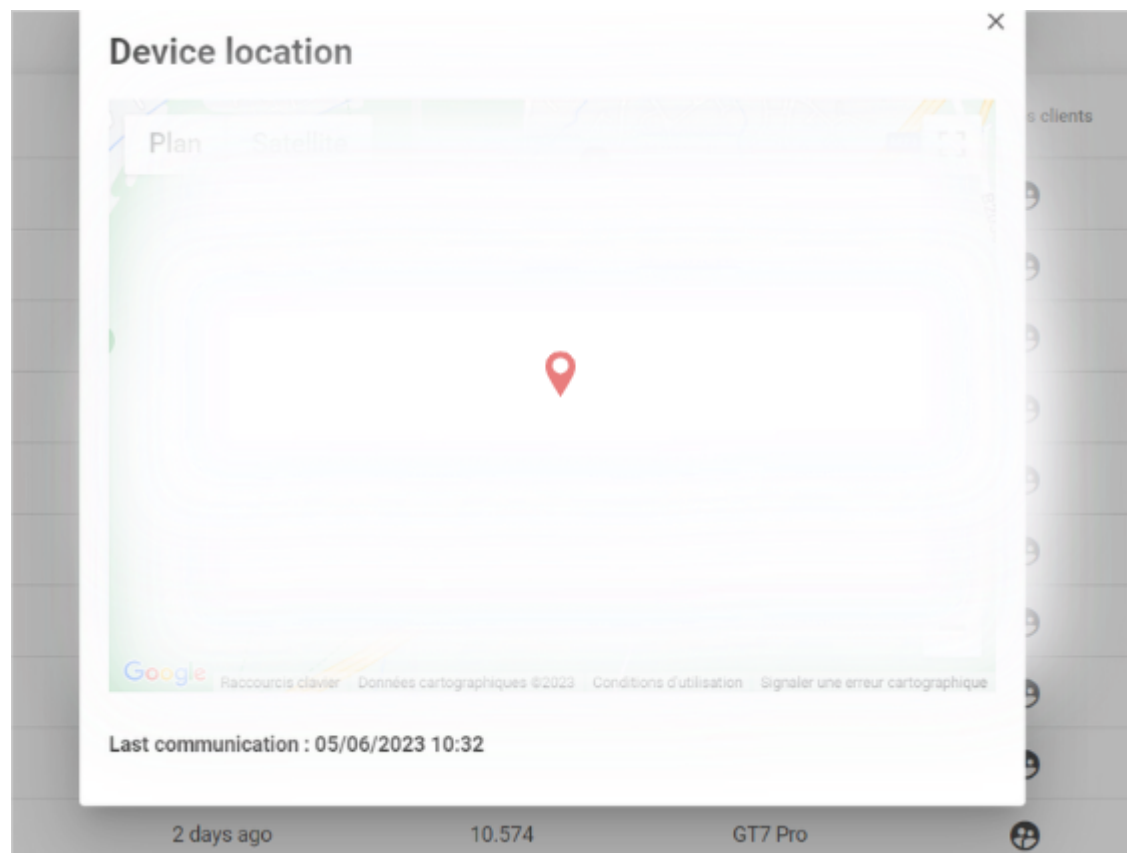 Device location
s clients
Plan Satellite
Google Raccourcis clavier Données cartographiques ©2023 Conditions d'utilisation Signaler une erreur cartographique
Last communication : 05/06/2023 10:32
2 days ago 10.574 GT7 Pro